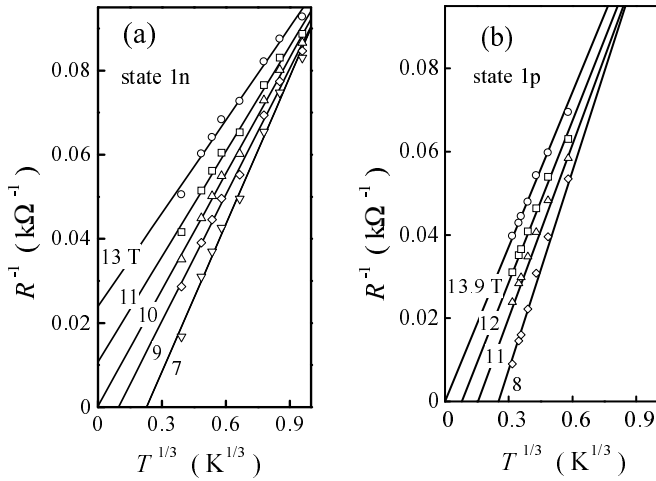 (a)
state 1n
0.08
0.06
0.04
0.02
0
R⁻¹ (kΩ⁻¹)
13 T
11
10
9
7
0.0 0.3 0.6 0.9
T^1/3 (K^1/3)
(b)
state 1p
0.08
0.06
0.04
0.02
0
R⁻¹ (kΩ⁻¹)
13.9 T
12
11
8
0.0 0.3 0.6 0.9
T^1/3 (K^1/3)